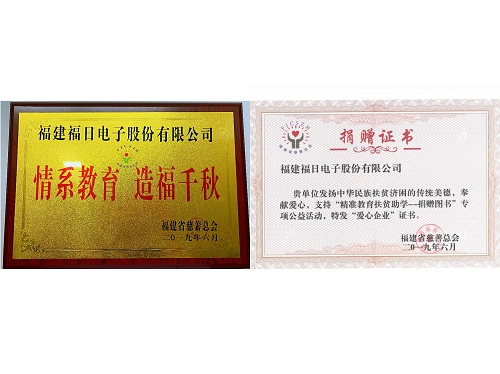 福建福日电子股份有限公司
情系教育 造福千秋
福建省慈善总会
二〇一九年六月
捐赠证书
福建福日电子股份有限公司
贵单位发扬中华民族扶贫济困的传统美德，奉
献爱心，支持“精准教育扶贫助学——捐赠图书”专
项公益活动，特发“爱心企业”证书。
福建省慈善总会
二〇一九年六月